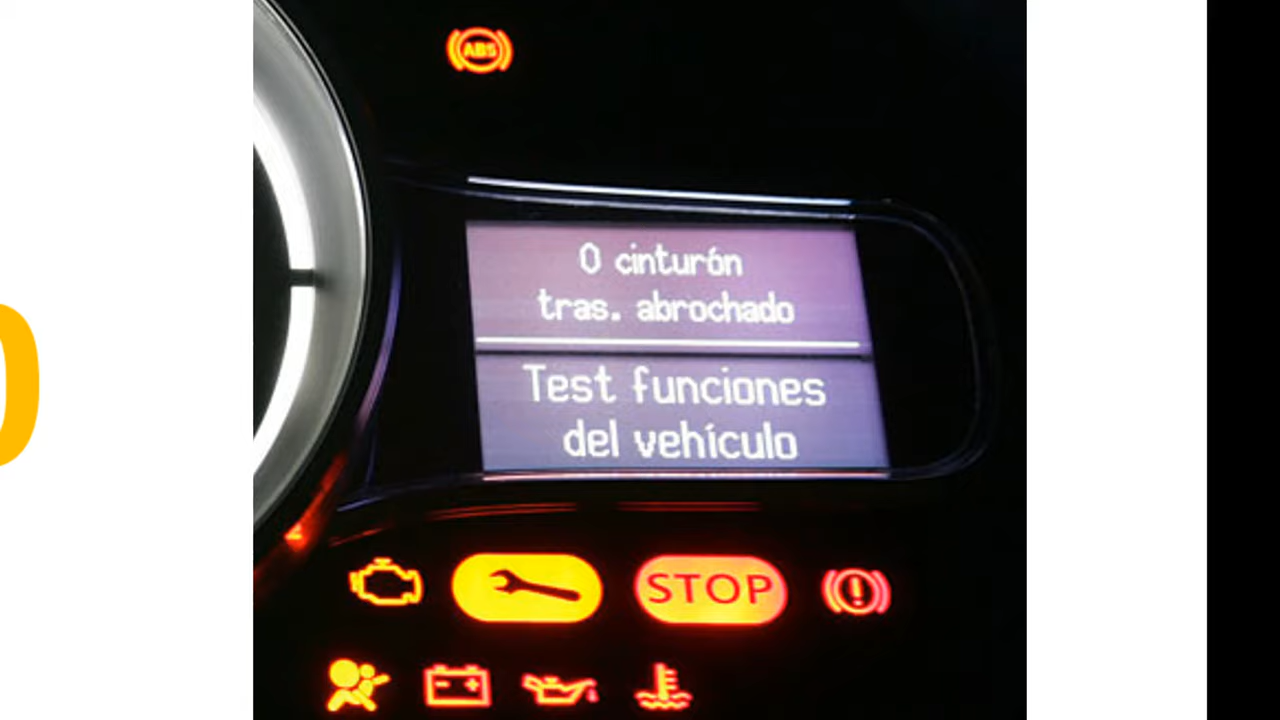 ABS
0 cinturón
tras. abrochado
Test funciones
del vehículo
STOP